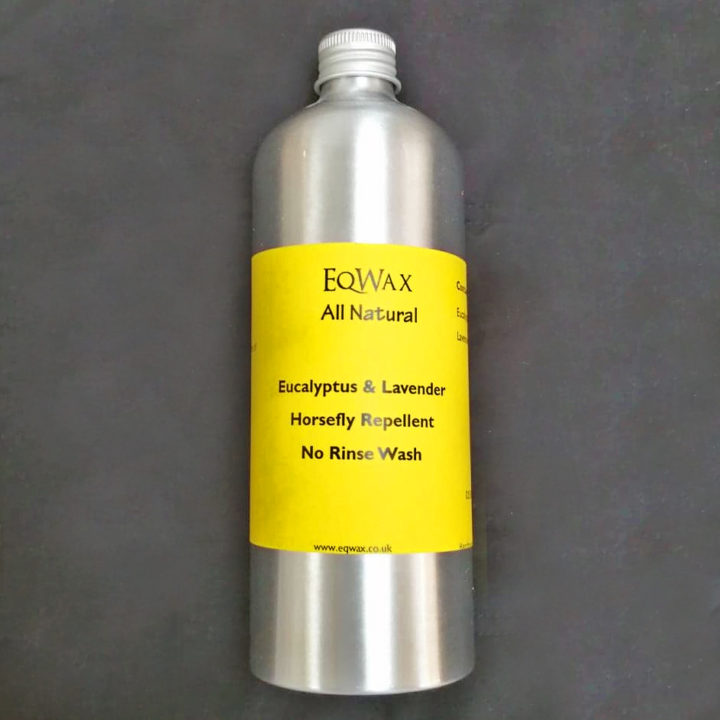 EQWAX
All Natural
Eucalyptus & Lavender
Horsefly Repellent
No Rinse Wash
www.eqwax.co.uk